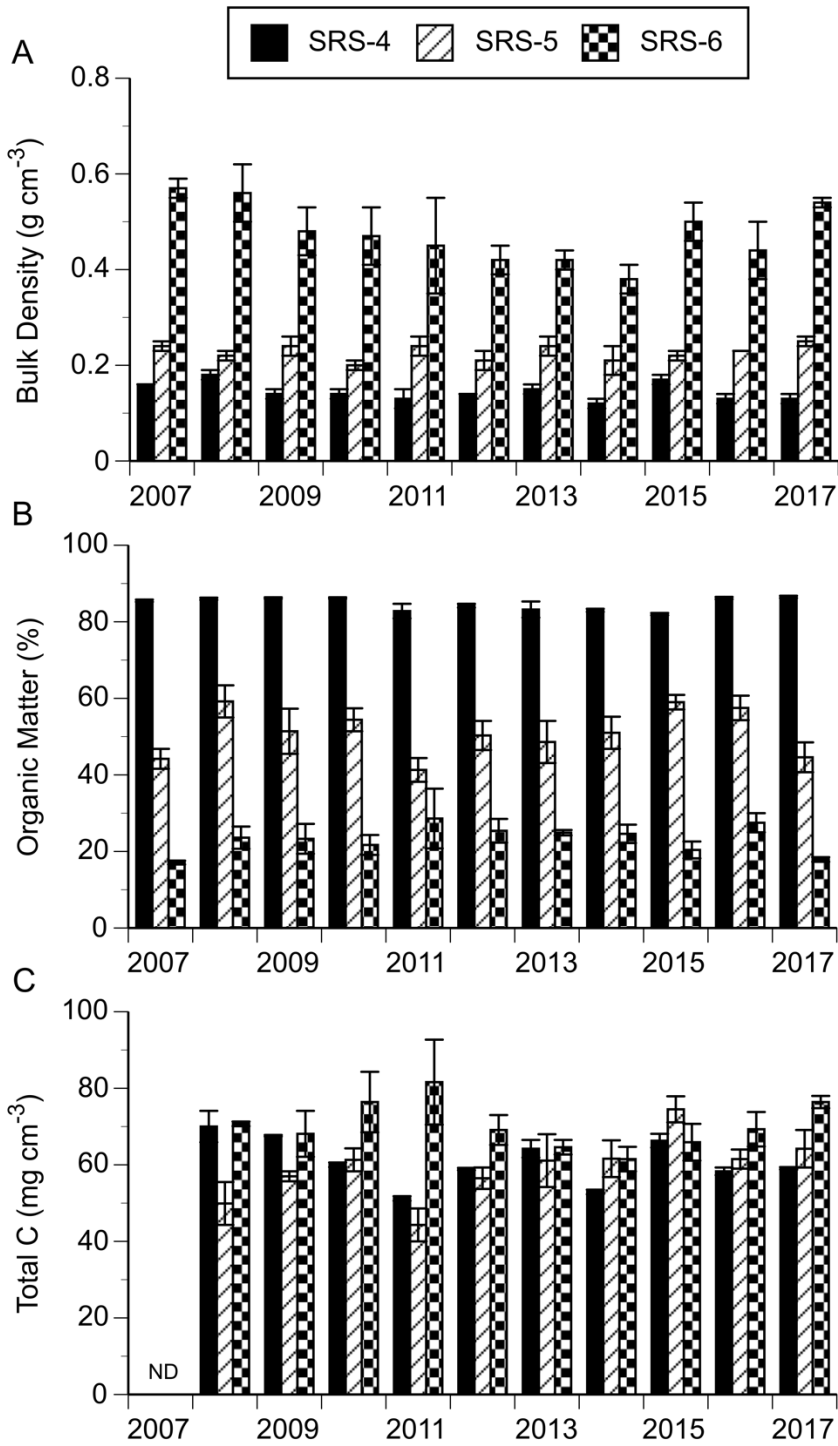 SRS-4 SRS-5 SRS-6
A
Bulk Density (g cm⁻³)
0.8
0.6
0.4
0.2
0
2007 2009 2011 2013 2015 2017
B
Organic Matter (%)
100
80
60
40
20
0
2007 2009 2011 2013 2015 2017
C
Total C (mg cm⁻³)
100
80
60
40
20
0
ND
2007 2009 2011 2013 2015 2017